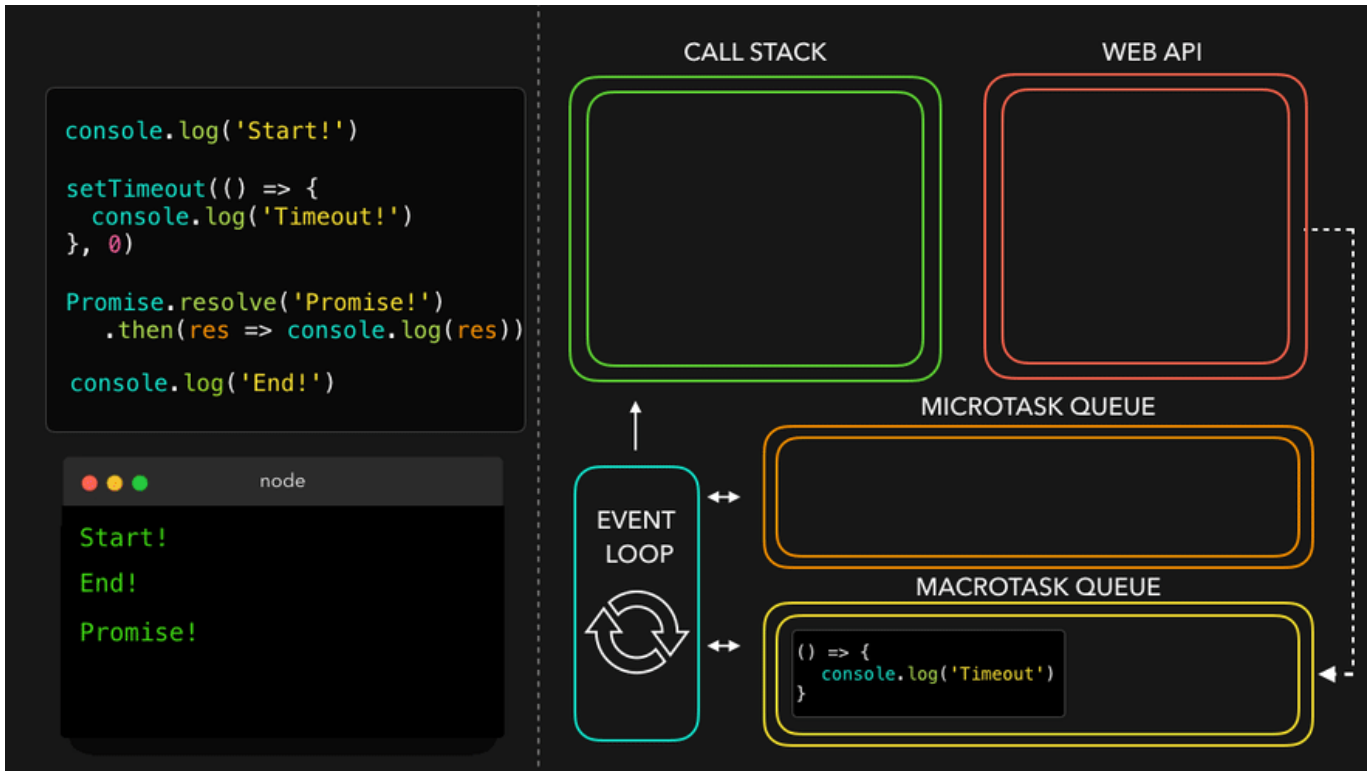 console.log('Start!')
setTimeout(() => {
  console.log('Timeout!')
}, 0)
Promise.resolve('Promise!')
   .then(res => console.log(res))
console.log('End!')
node
Start!
End!
Promise!
CALL STACK
WEB API
MICROTASK QUEUE
EVENT
LOOP
MACROTASK QUEUE
() => {
  console.log('Timeout')
}